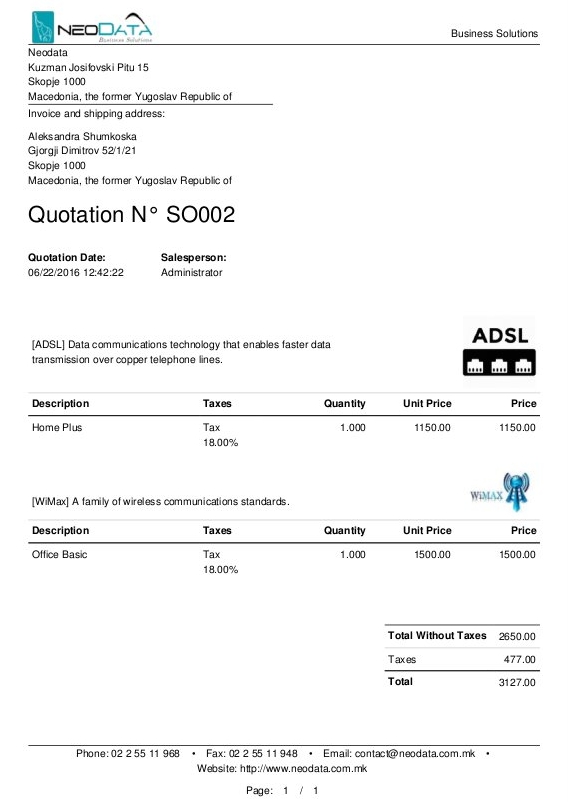 NEODATA
Business Solutions
Business Solutions
Neodata
Kuzman Josifovski Pitu 15
Skopje 1000
Macedonia, the former Yugoslav Republic of
Invoice and shipping address:
Aleksandra Shumkoska
Gjorgji Dimitrov 52/1/21
Skopje 1000
Macedonia, the former Yugoslav Republic of
Quotation N° SO002
Quotation Date: Salesperson:
06/22/2016 12:42:22 Administrator
ADSL
[ADSL] Data communications technology that enables faster data
transmission over copper telephone lines.
Description Taxes Quantity Unit Price Price
Home Plus Tax 1.000 1150.00 1150.00
18.00%
WiMAX
[WiMax] A family of wireless communications standards.
Description Taxes Quantity Unit Price Price
Office Basic Tax 1.000 1500.00 1500.00
18.00%
Total Without Taxes 2650.00
Taxes 477.00
Total 3127.00
Phone: 02 2 55 11 968 • Fax: 02 2 55 11 948 • Email: contact@neodata.com.mk •
Website: http://www.neodata.com.mk
Page: 1 / 1